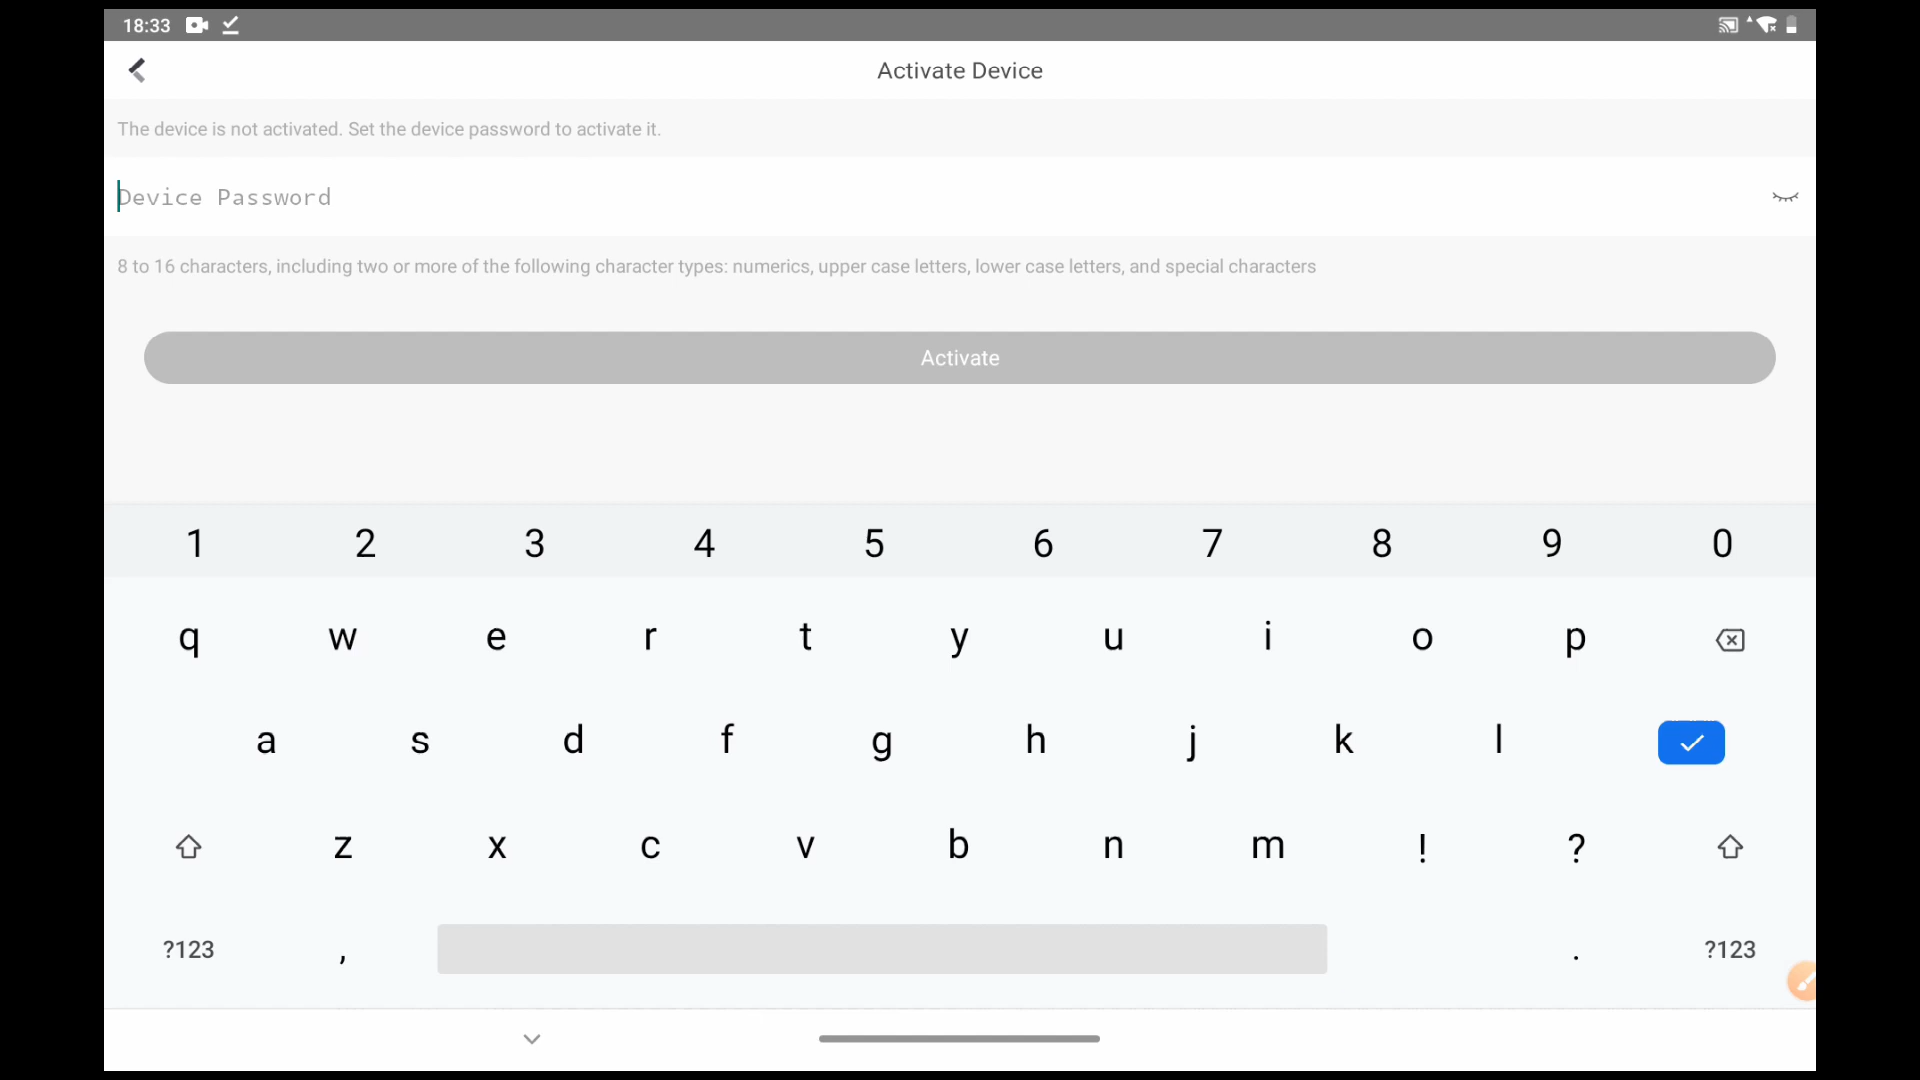 18:33
Activate Device
The device is not activated. Set the device password to activate it.
Device Password
8 to 16 characters, including two or more of the following character types: numerics, upper case letters, lower case letters, and special characters
Activate
1 2 3 4 5 6 7 8 9 0
q w e r t y u i o p
a s d f g h j k l
z x c v b n m ! ?
?123 , . ?123